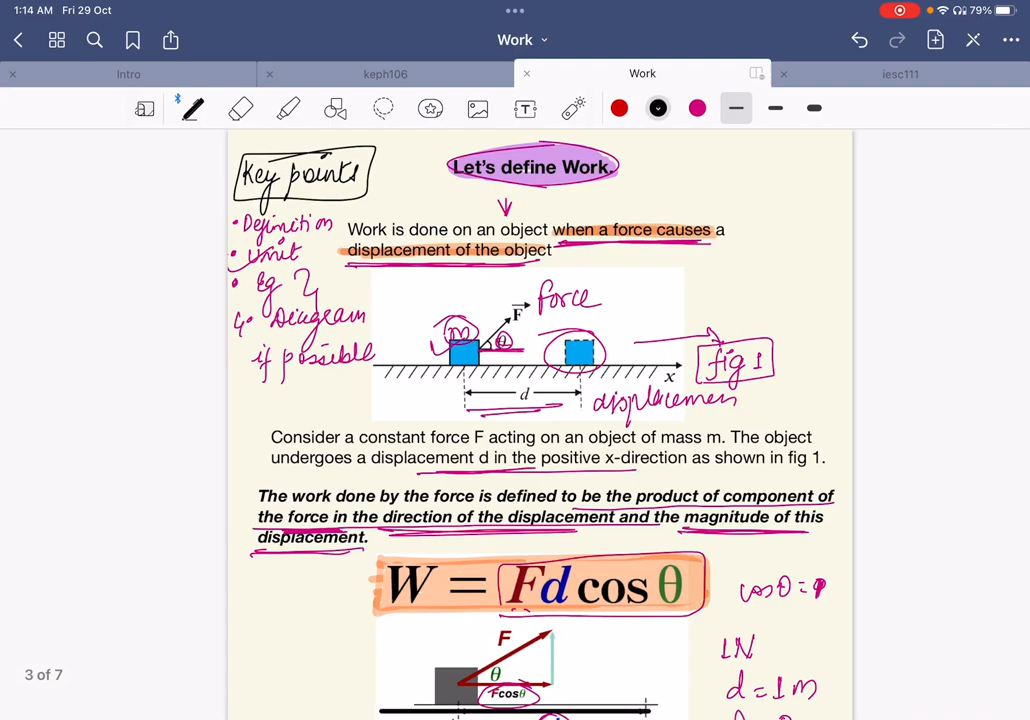 1:14 AM Fri 29 Oct
79%
Work
Intro
keph106
Work
iesc111
Key points
Let's define Work.
• Definition
• Unit
• Eg
• Diagram
if possible
Work is done on an object when a force causes a
displacement of the object
F
force
m
θ
fig 1
x
d
displacemen
Consider a constant force F acting on an object of mass m. The object
undergoes a displacement d in the positive x-direction as shown in fig 1.
The work done by the force is defined to be the product of component of
the force in the direction of the displacement and the magnitude of this
displacement.
W = Fd cos θ
cos θ =
F
θ
Fcosθ
1N
d = 1m
3 of 7